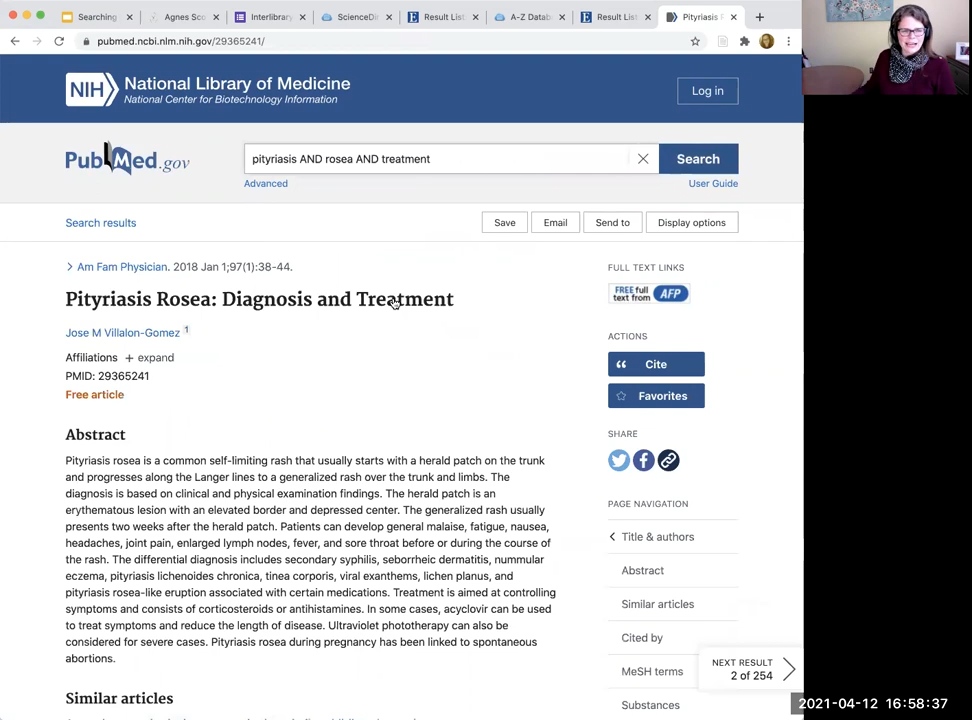 Searching
Agnes Sco
Interlibrary
ScienceDi
Result List
A-Z Datab
Result List
Pityriasis R
pubmed.ncbi.nlm.nih.gov/29365241/
NIH National Library of Medicine
National Center for Biotechnology Information
Log in
PubMed.gov
pityriasis AND rosea AND treatment
Search
Advanced
User Guide
Search results
Save
Email
Send to
Display options
Am Fam Physician. 2018 Jan 1;97(1):38-44.
Pityriasis Rosea: Diagnosis and Treatment
Jose M Villalon-Gomez 1
Affiliations + expand
PMID: 29365241
Free article
Abstract
Pityriasis rosea is a common self-limiting rash that usually starts with a herald patch on the trunk
and progresses along the Langer lines to a generalized rash over the trunk and limbs. The
diagnosis is based on clinical and physical examination findings. The herald patch is an
erythematous lesion with an elevated border and depressed center. The generalized rash usually
presents two weeks after the herald patch. Patients can develop general malaise, fatigue, nausea,
headaches, joint pain, enlarged lymph nodes, fever, and sore throat before or during the course of
the rash. The differential diagnosis includes secondary syphilis, seborrheic dermatitis, nummular
eczema, pityriasis lichenoides chronica, tinea corporis, viral exanthems, lichen planus, and
pityriasis rosea-like eruption associated with certain medications. Treatment is aimed at controlling
symptoms and consists of corticosteroids or antihistamines. In some cases, acyclovir can be used
to treat symptoms and reduce the length of disease. Ultraviolet phototherapy can also be
considered for severe cases. Pityriasis rosea during pregnancy has been linked to spontaneous
abortions.
Similar articles
FULL TEXT LINKS
FREE full
text from AFP
ACTIONS
Cite
Favorites
SHARE
PAGE NAVIGATION
Title & authors
Abstract
Similar articles
Cited by
MeSH terms
Substances
NEXT RESULT
2 of 254
2021-04-12 16:58:37